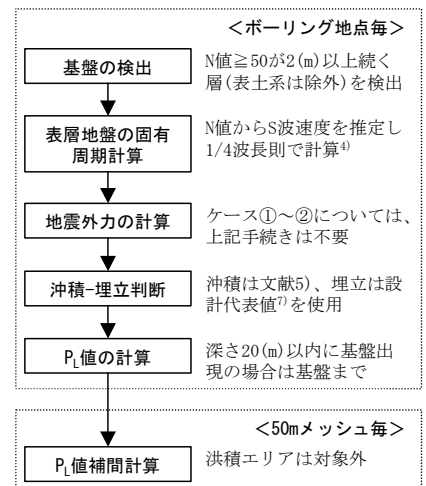 <ボーリング地点毎>
基盤の検出
N値≧50が2(m)以上続く
層(表土系は除外)を検出
表層地盤の固有
周期計算
N値からS波速度を推定し
1/4波長則で計算4)
地震外力の計算
ケース①~②については、
上記手続きは不要
沖積-埋立判断
沖積は文献5)、埋立は設
計代表値7)を使用
PL値の計算
深さ20(m)以内に基盤出
現の場合は基盤まで
<50mメッシュ毎>
PL値補間計算
洪積エリアは対象外